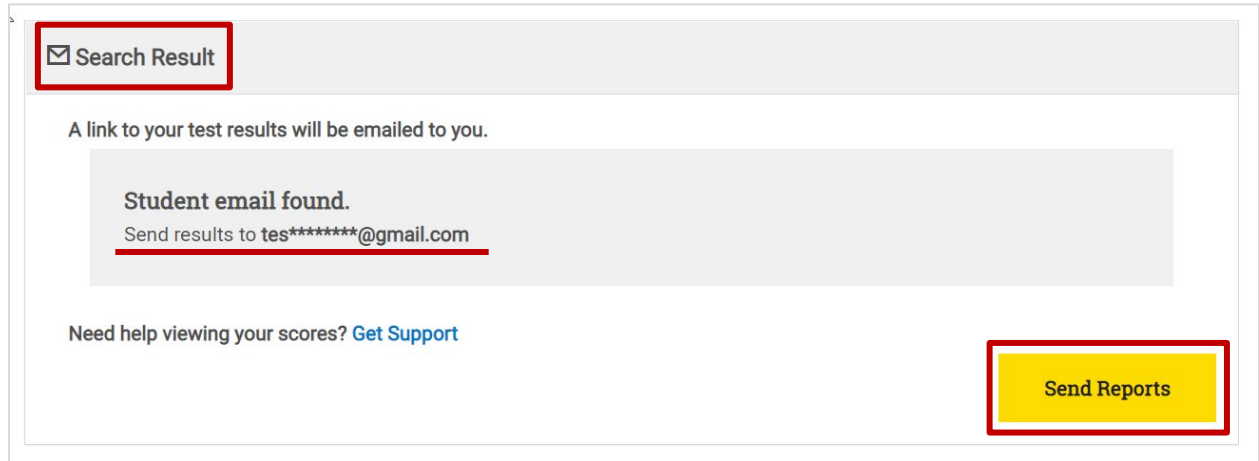 Search Result
A link to your test results will be emailed to you.
Student email found.
Send results to tes********@gmail.com
Need help viewing your scores? Get Support
Send Reports